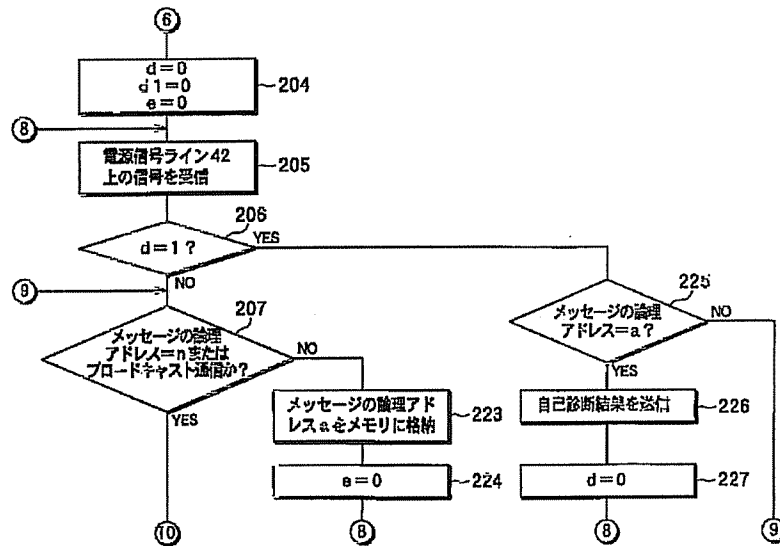 ⑥
d=0
d1=0
e=0
204
⑧
電源信号ライン42
上の信号を受信
205
206
d=1?
YES
NO
⑨
207
メッセージの論理
アドレス=nまたは
ブロードキャスト通信か?
NO
YES
225
メッセージの論理
アドレス=a?
NO
YES
メッセージの論理アド
レスaをメモリに格納
223
自己診断結果を送信
226
e=0
224
d=0
227
⑩
⑧
⑧
⑨